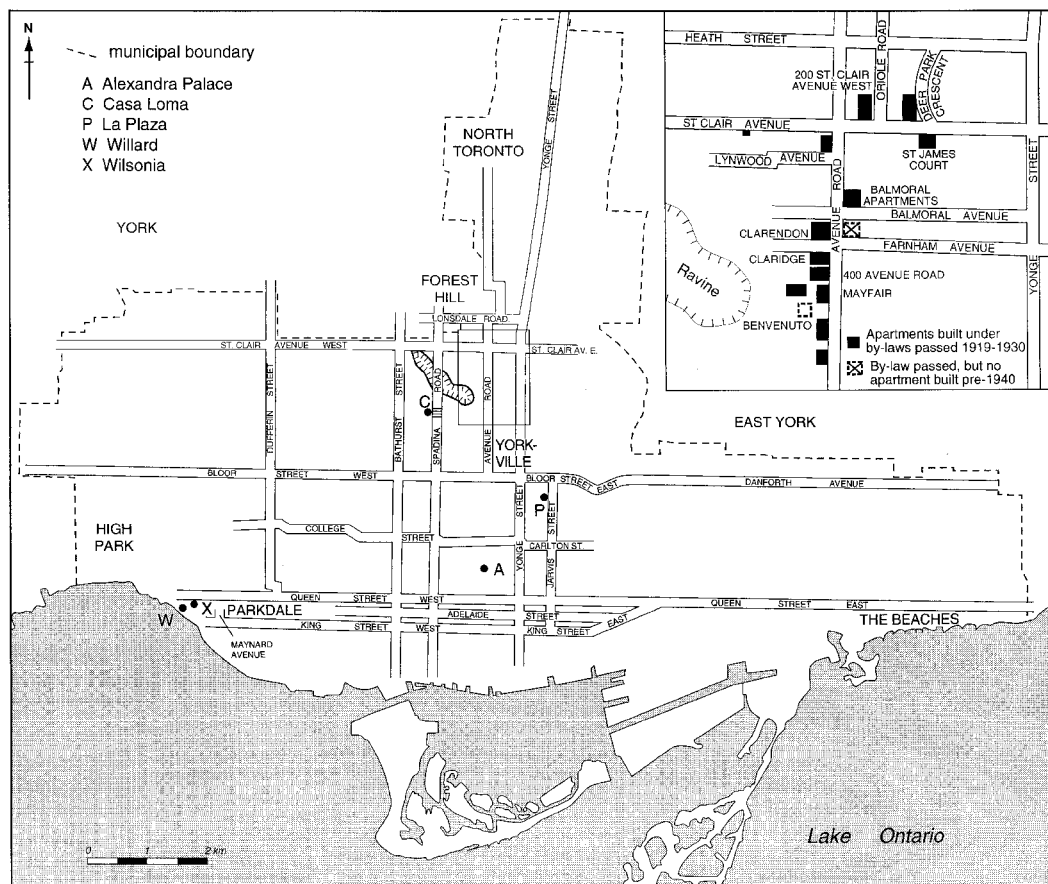 N
municipal boundary
A Alexandra Palace
C Casa Loma
P La Plaza
W Willard
X Wilsonia
YORK
NORTH
TORONTO
YONGE STREET
FOREST
HILL
LONSDALE ROAD
ST. CLAIR AVENUE WEST
ST. CLAIR AV. E.
DUFFERIN STREET
BATHURST STREET
SPADINA ROAD
AVENUE ROAD
C
YORK-
VILLE
EAST YORK
BLOOR STREET WEST
BLOOR STREET EAST
DANFORTH AVENUE
HIGH
PARK
P
COLLEGE STREET
CARLTON ST.
YONGE STREET
JARVIS STREET
A
QUEEN STREET WEST
QUEEN STREET EAST
W
X
PARKDALE
ADELAIDE STREET
THE BEACHES
KING STREET WEST
KING STREET EAST
MAYNARD
AVENUE
W
Lake Ontario
0 1 2 km
HEATH STREET
ORIOLE ROAD
DEER PARK
CRESCENT
200 ST. CLAIR
AVENUE WEST
ST CLAIR AVENUE
LYNWOOD AVENUE
ST JAMES
COURT
AVENUE ROAD
YONGE STREET
BALMORAL
APARTMENTS
BALMORAL AVENUE
CLARENDON
FARNHAM AVENUE
CLARIDGE
400 AVENUE ROAD
Ravine
MAYFAIR
BENVENUTO
Apartments built under
by-laws passed 1919-1930
By-law passed, but no
apartment built pre-1940